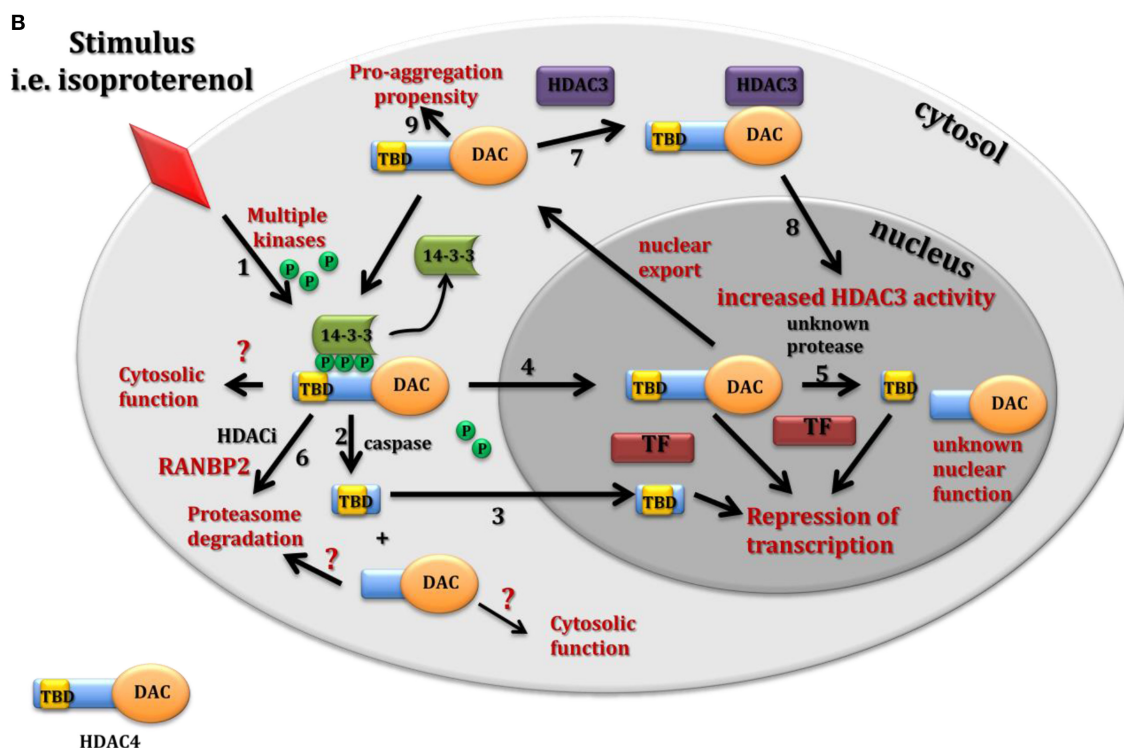 B
Stimulus
i.e. isoproterenol
Pro-aggregation
propensity
9
TBD
DAC
HDAC3
7
HDAC3
TBD
DAC
cytosol
Multiple
kinases
1
P
P
P
14-3-3
nuclear
export
8
nucleus
increased HDAC3 activity
unknown
protease
14-3-3
P P P
TBD
DAC
4
TBD
DAC
5
TBD
DAC
?
Cytosolic
function
HDACi
RANBP2
6
2
caspase
P
P
TF
TF
unknown
nuclear
function
TBD
3
TBD
Repression of
transcription
Proteasome
degradation
+
?
DAC
?
Cytosolic
function
TBD
DAC
HDAC4